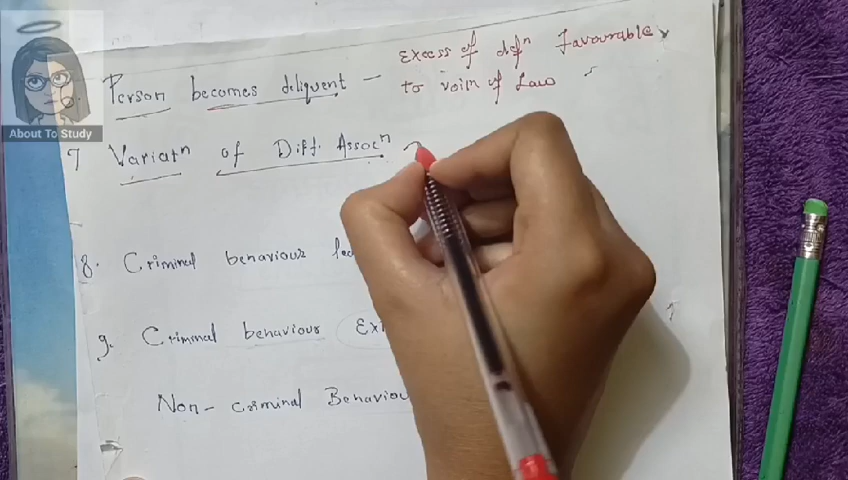 About To Study
Person becomes deliquent - Excess of defn favourable
to voiln of Law
7 Variatn of Diff. Assocn
8. Criminal behaviour
9. Criminal behaviour
Non- criminal Behaviou